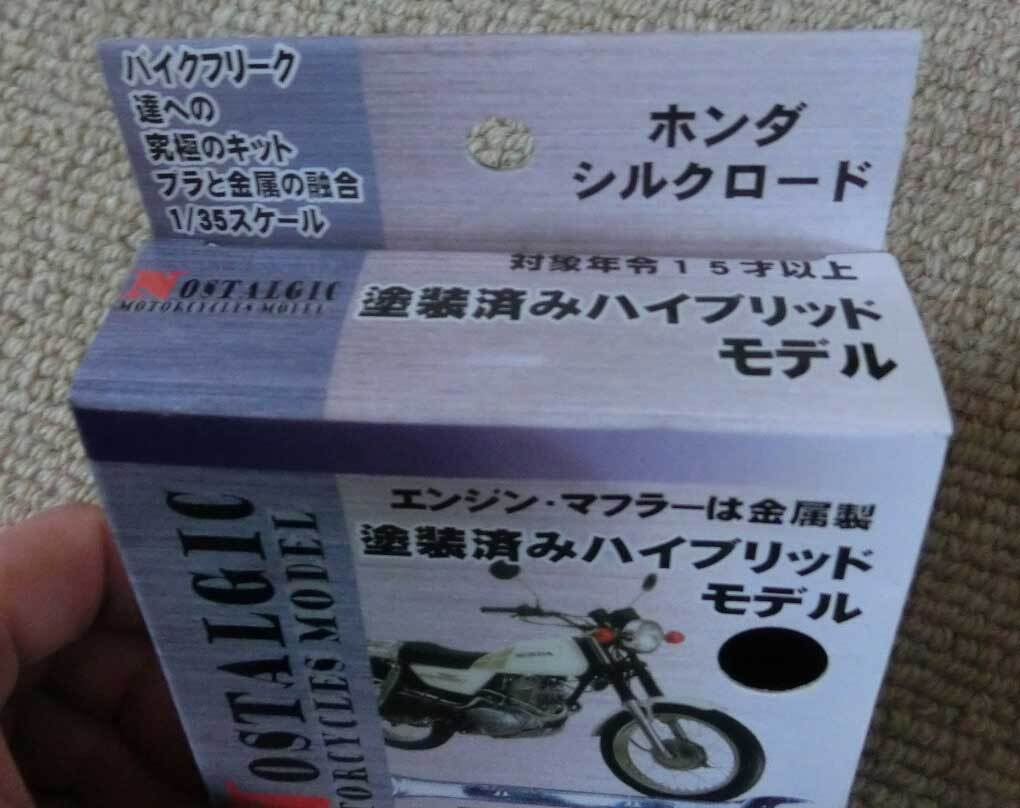 バイクフリーク
達への
究極のキット
プラと金属の融合
1/35スケール
ホンダ
シルクロード
対象年令15才以上
NOSTALGIC
MOTORCYCLES MODEL
塗装済みハイブリッド
モデル
エンジン・マフラーは金属製
塗装済みハイブリッド
モデル
NOSTALGIC
MOTORCYCLES MODEL
HONDA